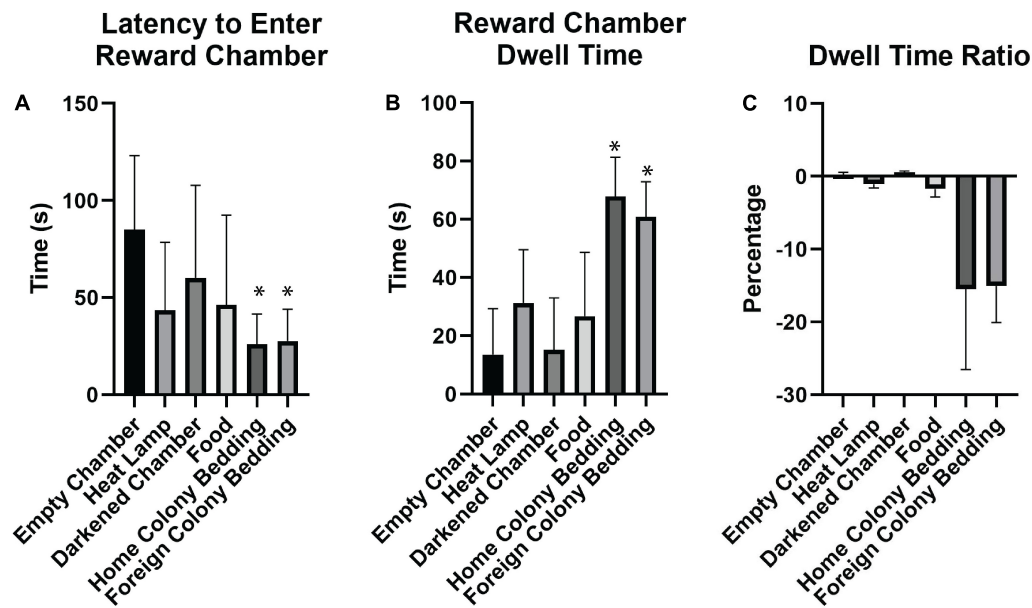 Latency to Enter
Reward Chamber
A
150
100
50
0
Time (s)
*
*
Empty Chamber
Heat Lamp
Darkened Chamber
Food
Home Colony Bedding
Foreign Colony Bedding
Reward Chamber
Dwell Time
B
100
80
60
40
20
0
Time (s)
*
*
Empty Chamber
Heat Lamp
Darkened Chamber
Food
Home Colony Bedding
Foreign Colony Bedding
Dwell Time Ratio
C
10
0
-10
-20
-30
Percentage
Empty Chamber
Heat Lamp
Darkened Chamber
Food
Home Colony Bedding
Foreign Colony Bedding